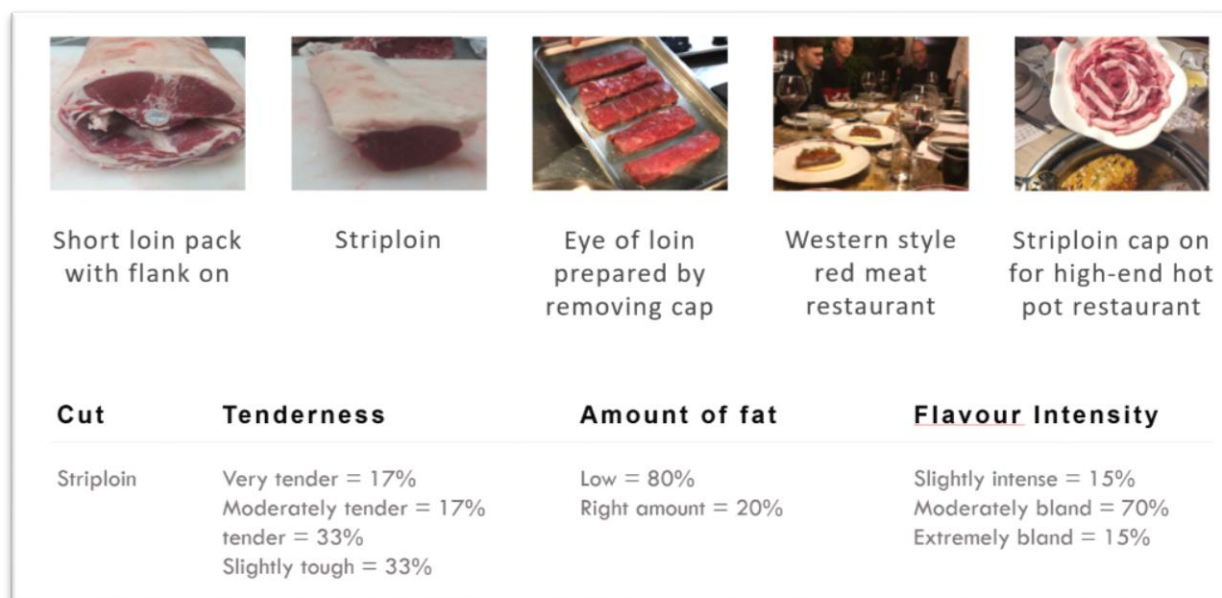 Short loin pack
with flank on
Striploin
Eye of loin
prepared by
removing cap
Western style
red meat
restaurant
Striploin cap on
for high-end hot
pot restaurant
Cut Tenderness Amount of fat Flavour Intensity
Striploin Very tender = 17% Low = 80% Slightly intense = 15%
Moderately tender = 17% Right amount = 20% Moderately bland = 70%
tender = 33% Extremely bland = 15%
Slightly tough = 33%